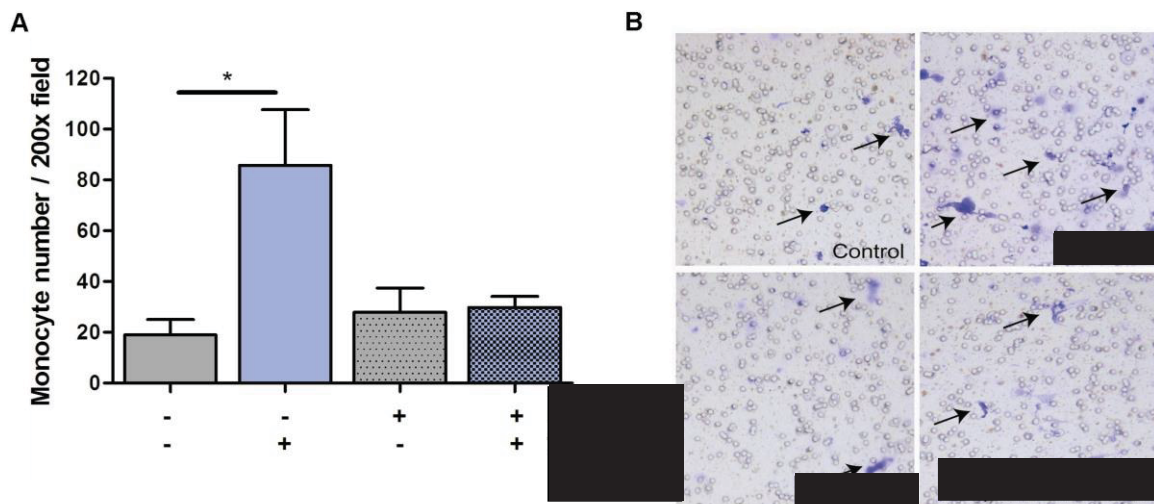 A
B
Monocyte number / 200x field
120
100
80
60
40
20
0
*
- - + +
- + - +
Control